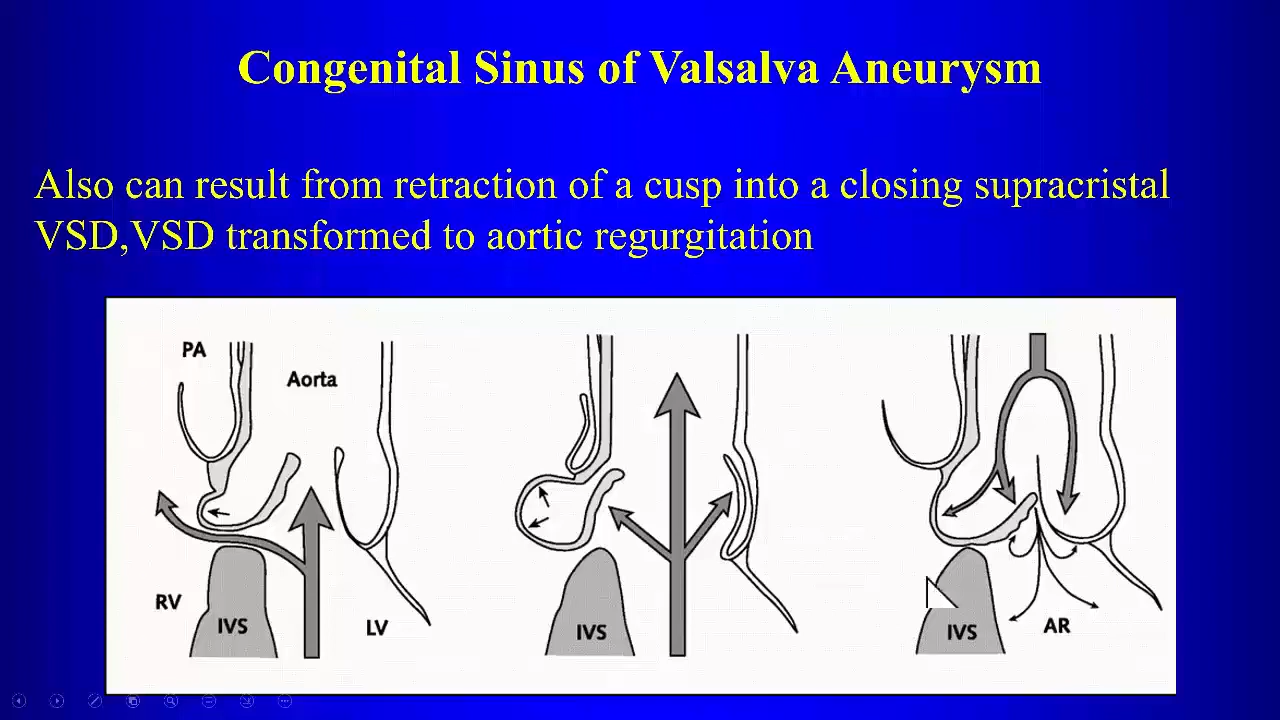 Congenital Sinus of Valsalva Aneurysm
Also can result from retraction of a cusp into a closing supracristal
VSD,VSD transformed to aortic regurgitation
PA
Aorta
RV
IVS
LV
IVS
IVS
AR